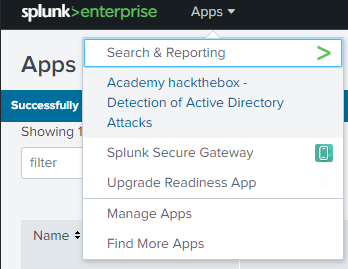 splunk>enterprise Apps
Apps
Search & Reporting
Academy hackthebox -
Detection of Active Directory
Attacks
Successfully
Showing 1
filter
Splunk Secure Gateway
Upgrade Readiness App
Manage Apps
Find More Apps
Name